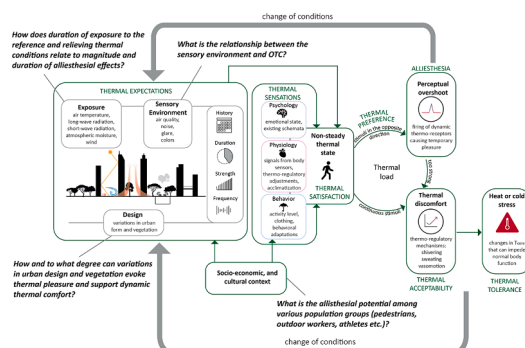 change of conditions
How does duration of exposure to the
reference and relieving thermal
conditions relate to magnitude and
duration of alliesthesial effects?
What is the relationship between the
sensory environment and OTC?
THERMAL EXPECTATIONS
Exposure
air temperature,
long-wave radiation,
short-wave radiation,
atmospheric moisture,
wind
Sensory
Environment
air quality,
noise,
glare,
colors
History
Duration
Strength
Frequency
Design
variations in urban
form and vegetation
How and to what degree can variations
in urban design and vegetation evoke
thermal pleasure and support dynamic
thermal comfort?
THERMAL
SENSATIONS
Psychology
emotional state,
existing schemata
Physiology
signals from body
sensors, thermo-
regulatory
adjustments,
acclimatization
Behavior
activity level,
clothing,
behavioral
adaptations
Socio-economic, and
cultural context
Non-steady
thermal
state
THERMAL
SATISFACTION
THERMAL
PREFERENCE
stimuli in the opposite
direction
Thermal
load
continuous stimuli
ALLIESTHESIA
Perceptual
overshoot
firing of dynamic
thermo-receptors
causing temporary
pleasure
Thermal
discomfort
thermo-regulatory
mechanisms:
shivering
sweating
vasomotion
THERMAL
ACCEPTABILITY
Heat or cold
stress
changes in
that can impede
normal body
function
THERMAL
TOLERANCE
What is the allisthesial potential among
various population groups (pedestrians,
outdoor workers, athletes etc.)?
change of conditions